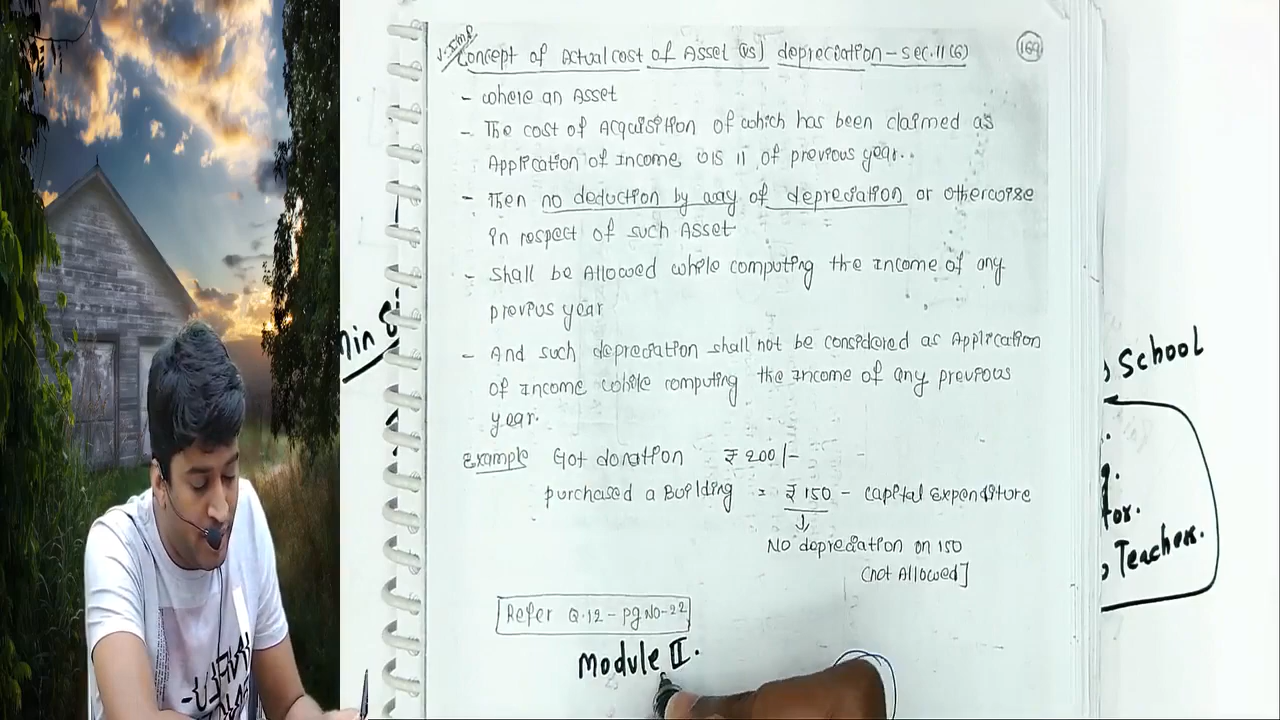 V. Imp
Concept of Actual cost of Asset (vs) depreciation - sec. 11(6)
169
- where an Asset
- The cost of Acquisition of which has been claimed as
Application of Income u/s 11 of previous year.
- Then no deduction by way of depreciation or otherwise
in respect of such Asset
- shall be Allowed while computing the Income of any
previous year
- And such depreciation shall not be considered as Application
of Income while computing the Income of any previous
year.
Example Got donation ₹200/-
purchased a Building = ₹150 - capital Expenditure
↓
No depreciation on 150
[not Allowed]
Refer Q.12 - pg No-22
Module II.
School
Teacher.